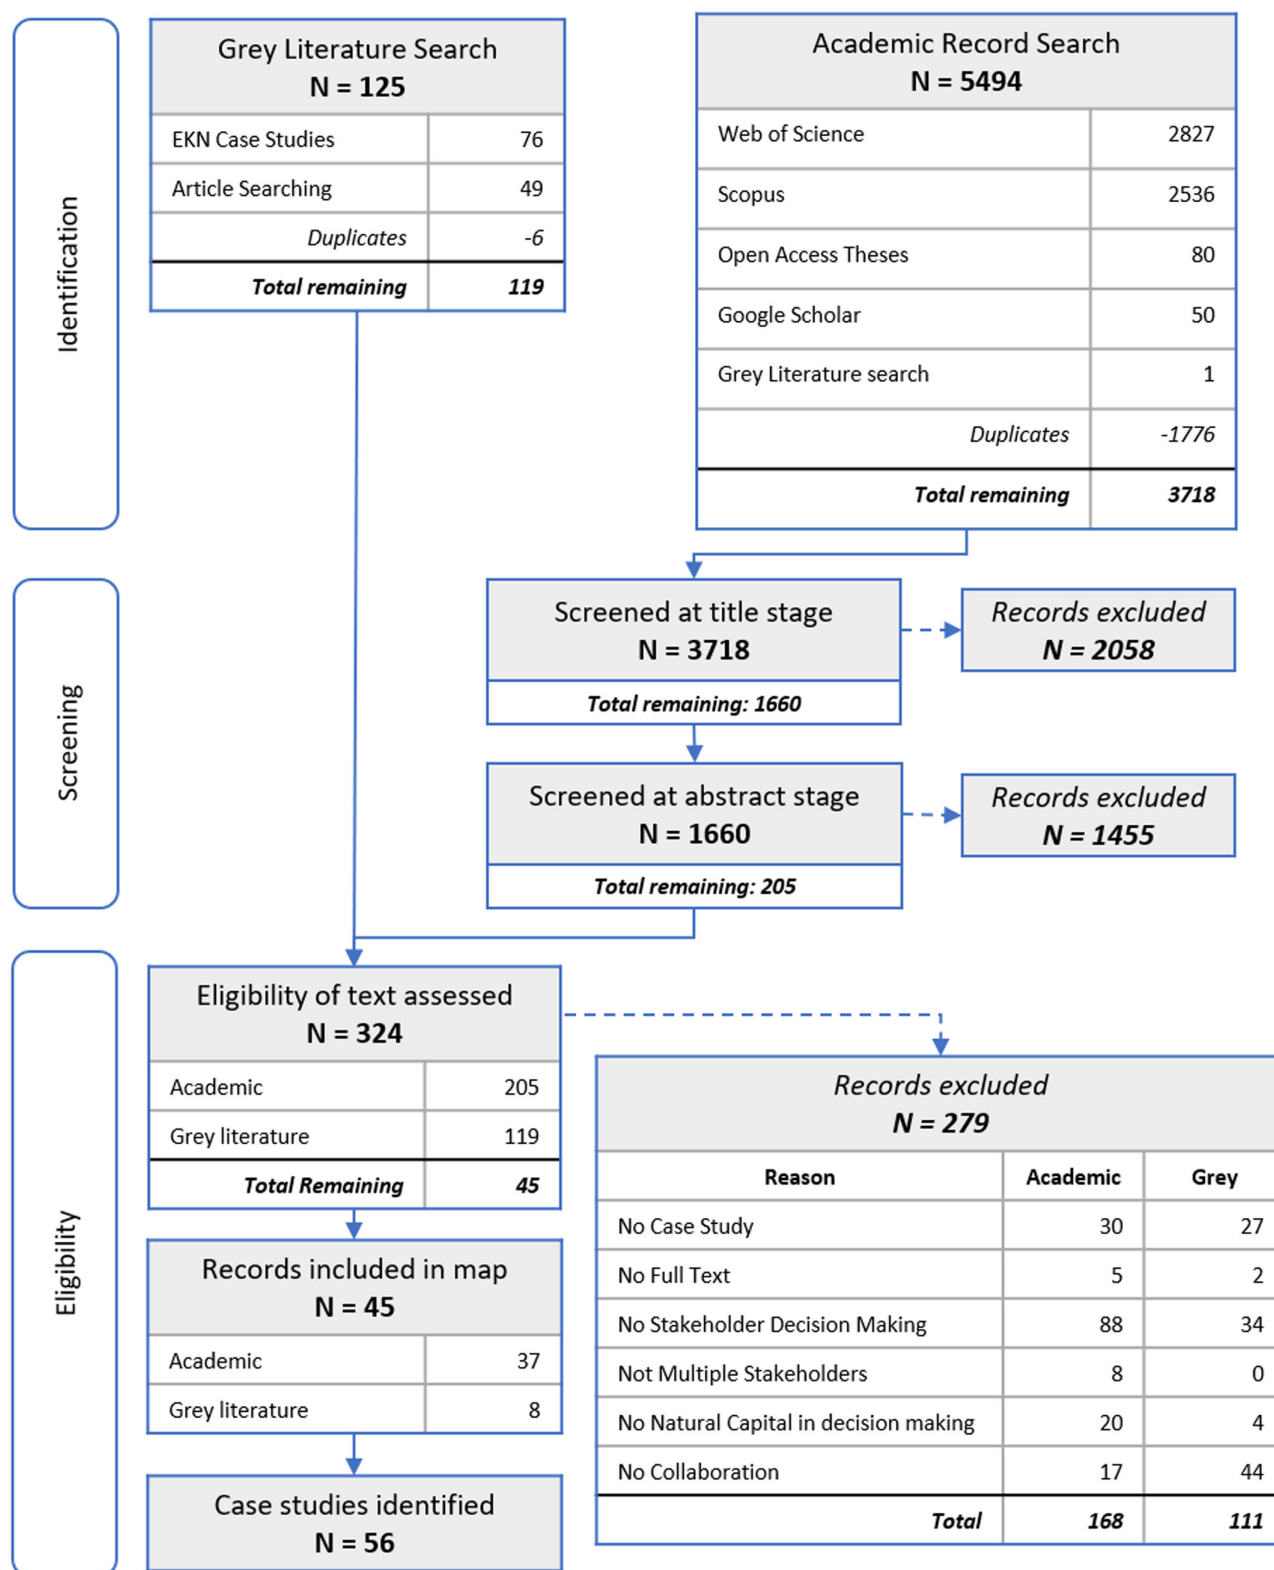 Identification
Grey Literature Search
N = 125
EKN Case Studies 76
Article Searching 49
Duplicates -6
Total remaining 119
Academic Record Search
N = 5494
Web of Science 2827
Scopus 2536
Open Access Theses 80
Google Scholar 50
Grey Literature search 1
Duplicates -1776
Total remaining 3718
Screening
Screened at title stage
N = 3718
Total remaining: 1660
Records excluded
N = 2058
Screened at abstract stage
N = 1660
Total remaining: 205
Records excluded
N = 1455
Eligibility
Eligibility of text assessed
N = 324
Academic 205
Grey literature 119
Total Remaining 45
Records excluded
N = 279
Reason Academic Grey
No Case Study 30 27
No Full Text 5 2
No Stakeholder Decision Making 88 34
Not Multiple Stakeholders 8 0
No Natural Capital in decision making 20 4
No Collaboration 17 44
Total 168 111
Records included in map
N = 45
Academic 37
Grey literature 8
Case studies identified
N = 56